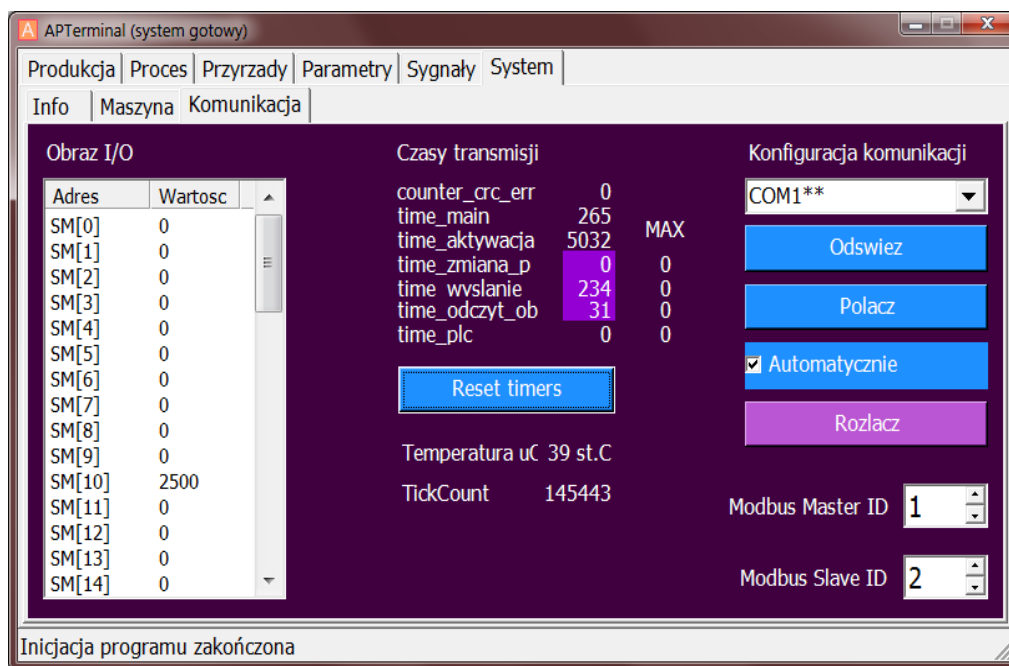 A APTerminal (system gotowy)
Produkcja Proces Przyrzady Parametry Sygnały System
Info Maszyna Komunikacja
Obraz I/O
Adres Wartosc
SM[0] 0
SM[1] 0
SM[2] 0
SM[3] 0
SM[4] 0
SM[5] 0
SM[6] 0
SM[7] 0
SM[8] 0
SM[9] 0
SM[10] 2500
SM[11] 0
SM[12] 0
SM[13] 0
SM[14] 0
Czasy transmisji
counter_crc_err 0
time_main 265
MAX
time_aktywacja 5032
time_zmiana_p 0 0
time_wysłanie 234 0
time_odczyt_ob 31 0
time_plc 0 0
Reset timers
Temperatura uC 39 st.C
TickCount 145443
Konfiguracja komunikacji
COM1**
Odswiez
Polacz
Automatycznie
Rozlacz
Modbus Master ID 1
Modbus Slave ID 2
Inicjacja programu zakończona